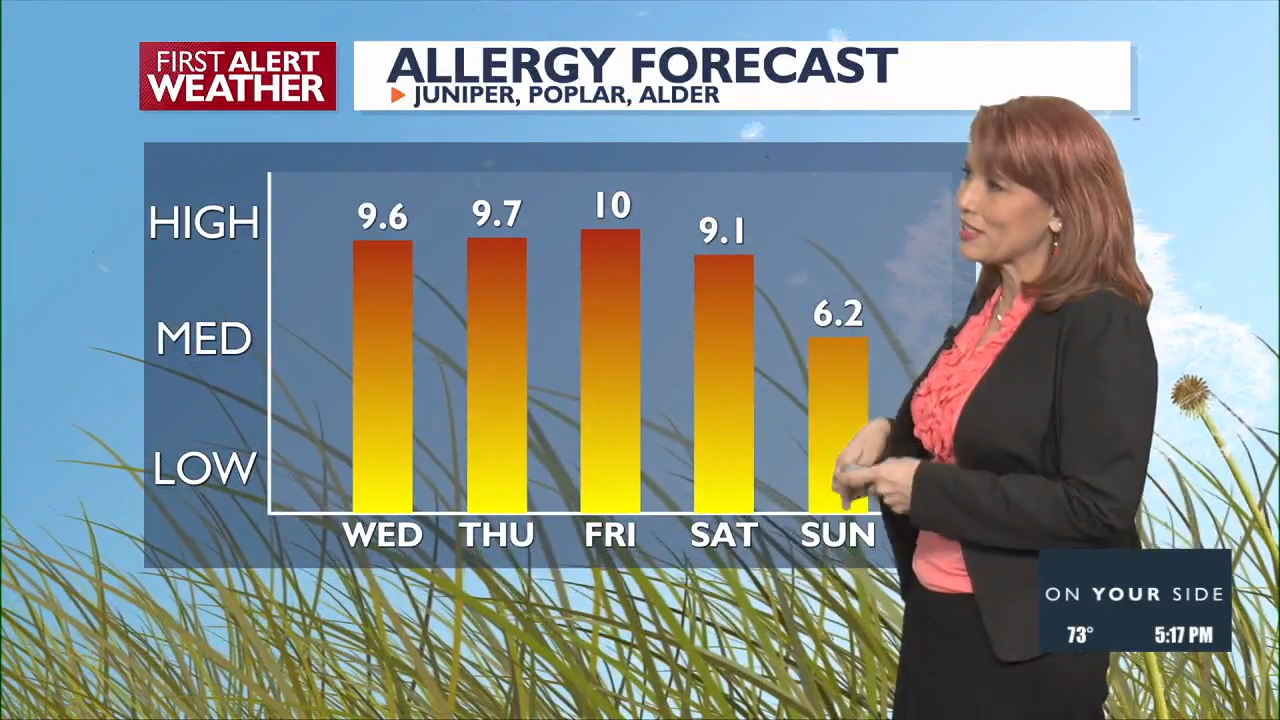 FIRST ALERT
WEATHER
ALLERGY FORECAST
JUNIPER, POPLAR, ALDER
HIGH
MED
LOW
9.6
9.7
10
9.1
6.2
WED THU FRI SAT SUN
ON YOUR SIDE
73° 5:17 PM